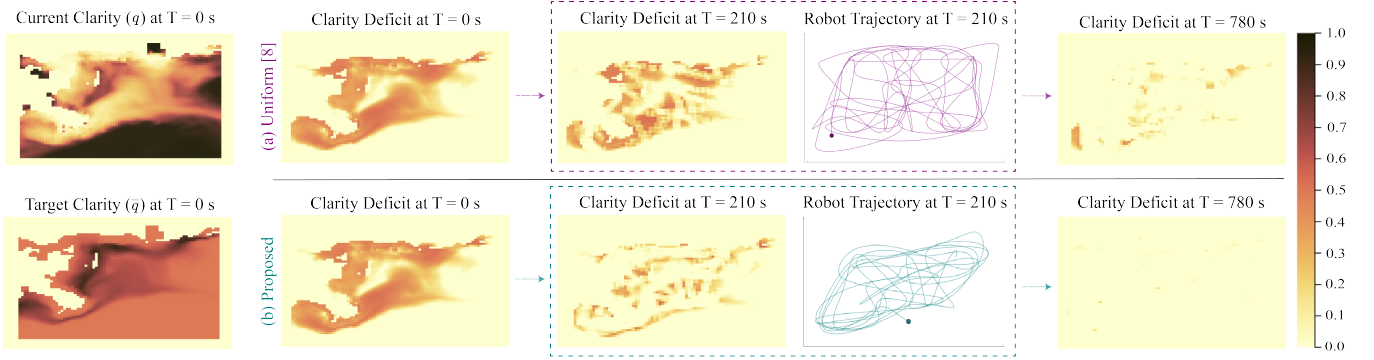 Current Clarity (q) at T = 0 s
Clarity Deficit at T = 0 s
Clarity Deficit at T = 210 s
Robot Trajectory at T = 210 s
Clarity Deficit at T = 780 s
(a) Uniform [8]
Target Clarity (q̅) at T = 0 s
Clarity Deficit at T = 0 s
Clarity Deficit at T = 210 s
Robot Trajectory at T = 210 s
Clarity Deficit at T = 780 s
(b) Proposed
1.0
0.9
0.8
0.7
0.6
0.5
0.4
0.3
0.2
0.1
0.0